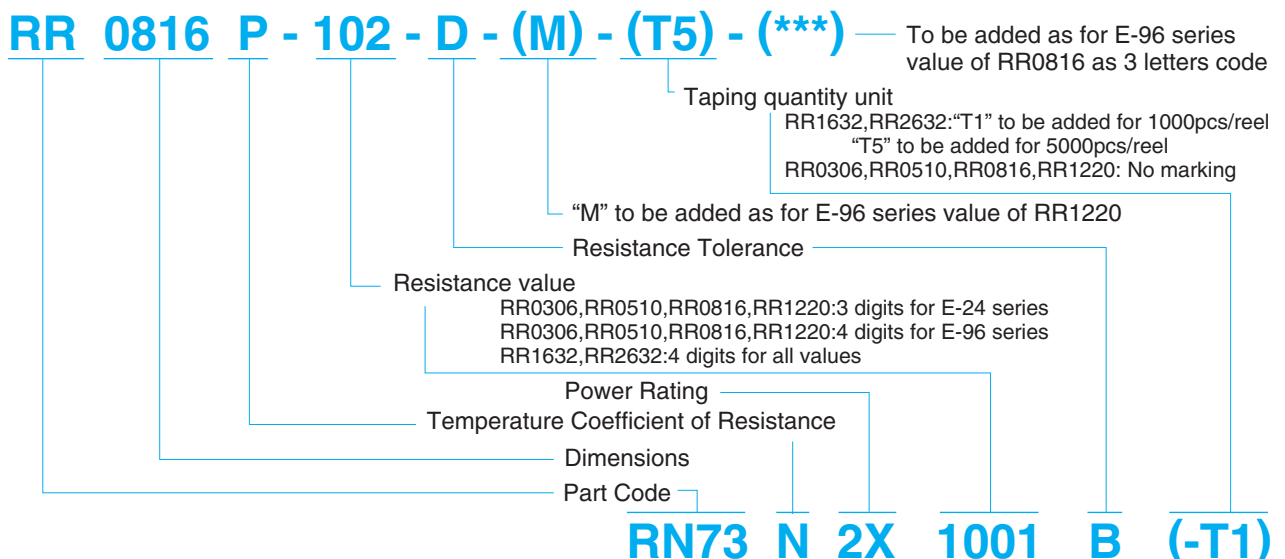 RR 0816 P - 102 - D - (M) - (T5) - (***)
To be added as for E-96 series
value of RR0816 as 3 letters code
Taping quantity unit
RR1632,RR2632:“T1” to be added for 1000pcs/reel
“T5” to be added for 5000pcs/reel
RR0306,RR0510,RR0816,RR1220: No marking
“M” to be added as for E-96 series value of RR1220
Resistance Tolerance
Resistance value
RR0306,RR0510,RR0816,RR1220:3 digits for E-24 series
RR0306,RR0510,RR0816,RR1220:4 digits for E-96 series
RR1632,RR2632:4 digits for all values
Power Rating
Temperature Coefficient of Resistance
Dimensions
Part Code
RN73 N 2X 1001 B (-T1)